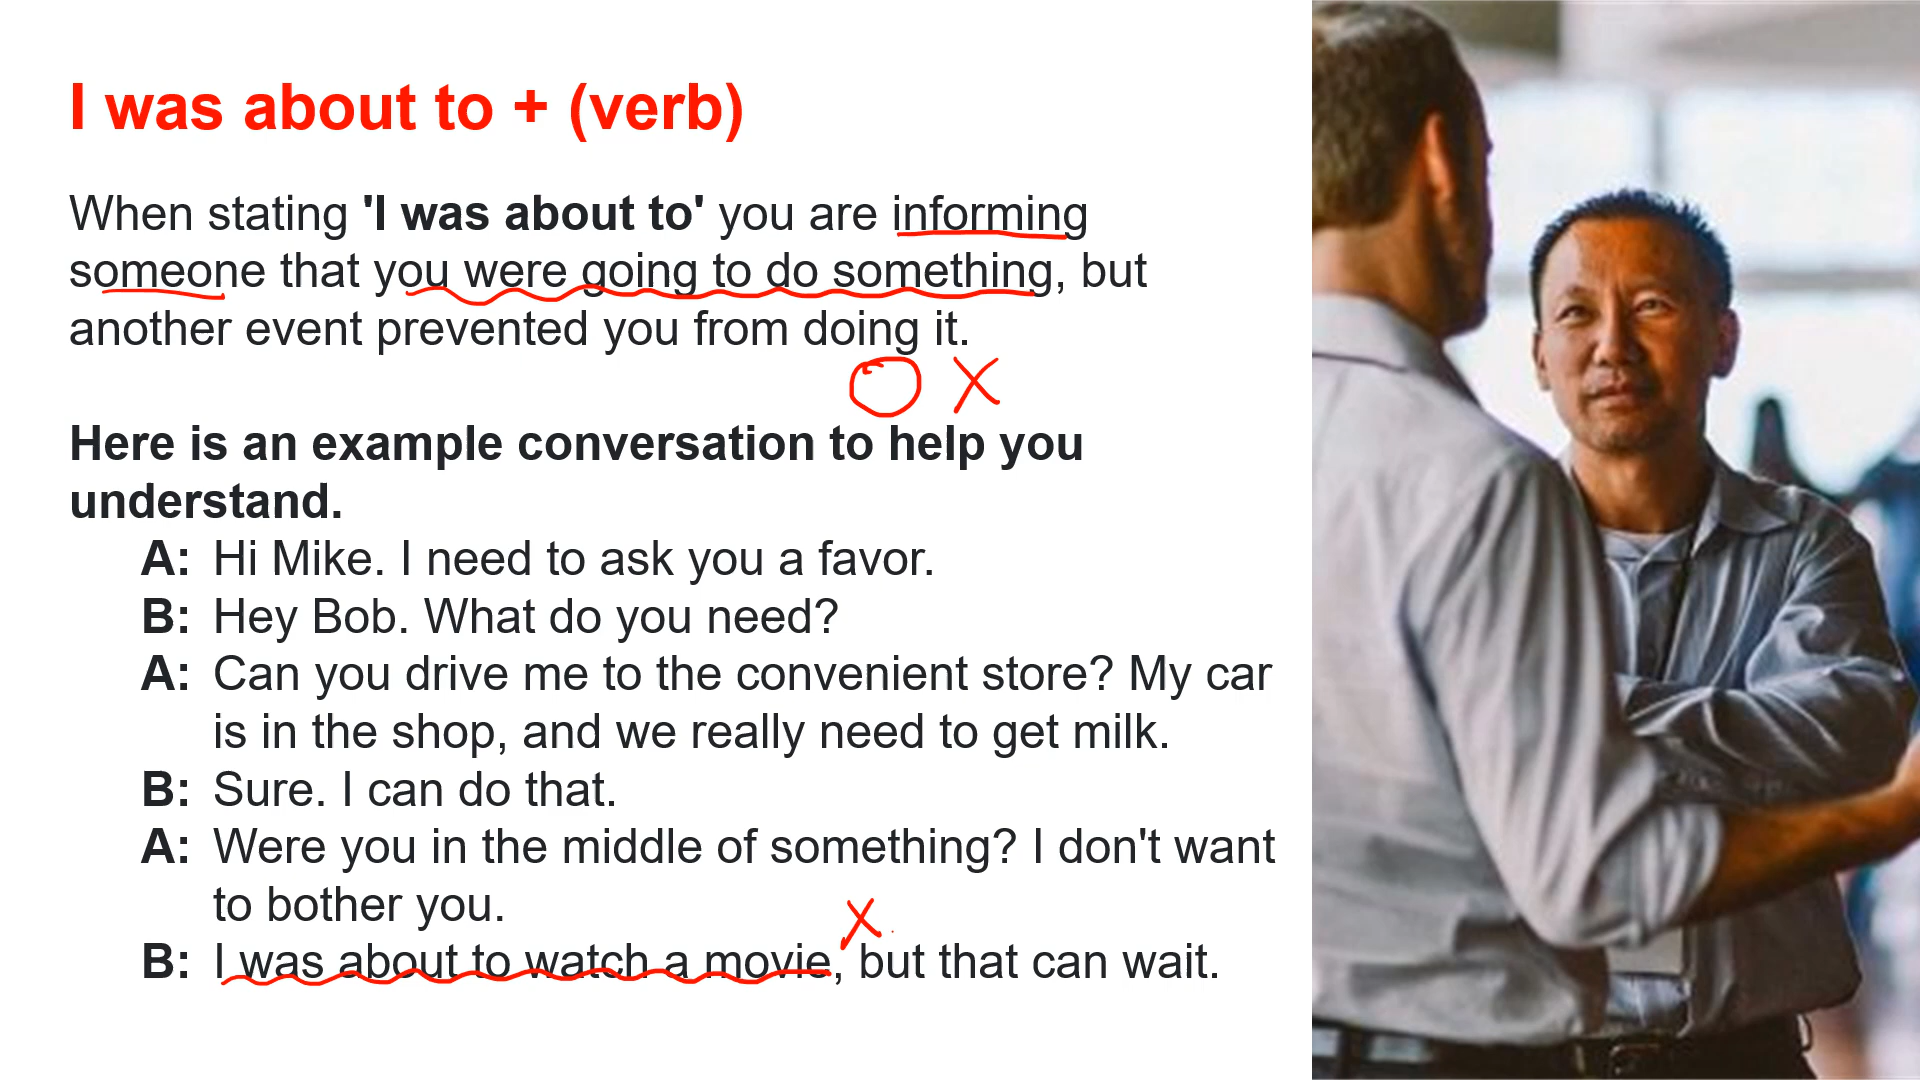 I was about to + (verb)
When stating 'I was about to' you are informing
someone that you were going to do something, but
another event prevented you from doing it.
Here is an example conversation to help you
understand.
A: Hi Mike. I need to ask you a favor.
B: Hey Bob. What do you need?
A: Can you drive me to the convenient store? My car
is in the shop, and we really need to get milk.
B: Sure. I can do that.
A: Were you in the middle of something? I don't want
to bother you.
B: I was about to watch a movie, but that can wait.